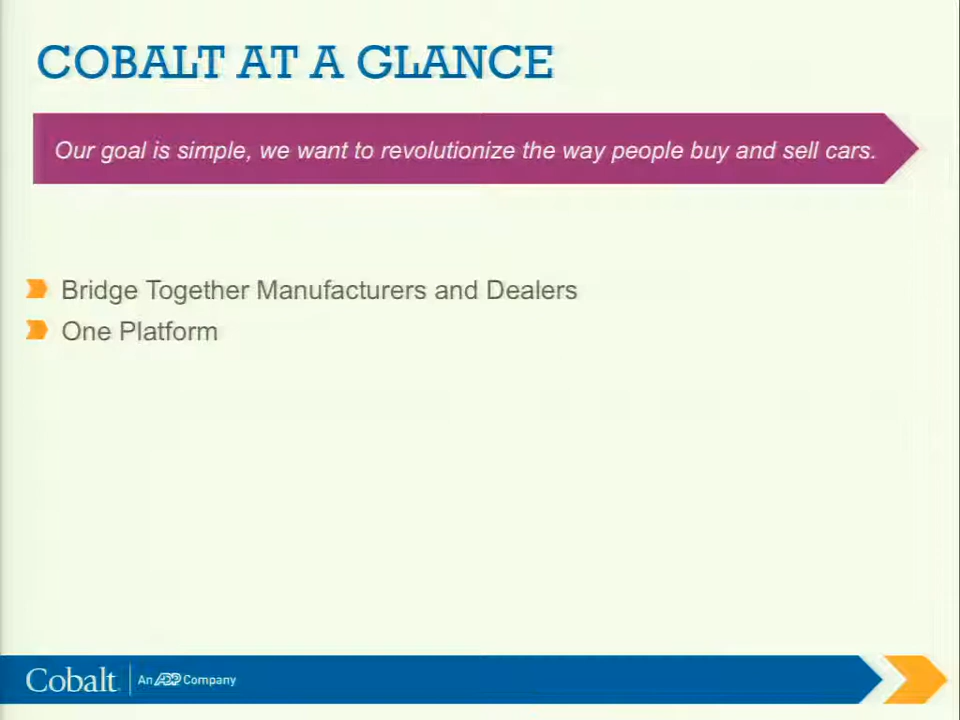 COBALT AT A GLANCE
Our goal is simple, we want to revolutionize the way people buy and sell cars.
Bridge Together Manufacturers and Dealers
One Platform
Cobalt An ADP Company